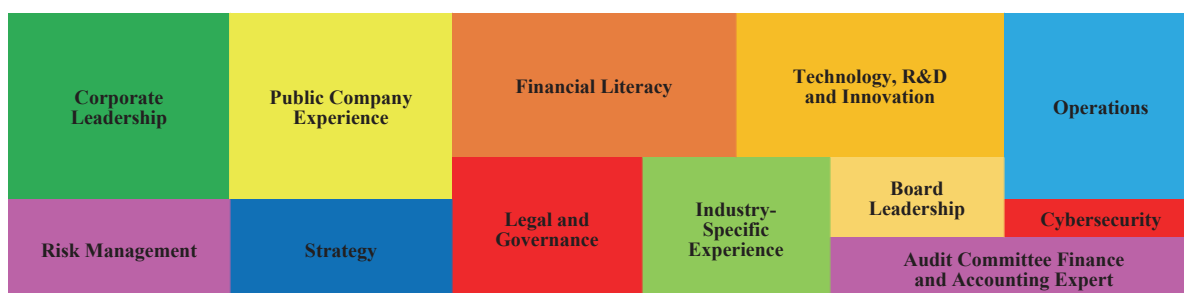 Corporate
Leadership
Public Company
Experience
Financial Literacy
Technology, R&D
and Innovation
Operations
Risk Management
Strategy
Legal and
Governance
Industry-
Specific
Experience
Board
Leadership
Cybersecurity
Audit Committee Finance
and Accounting Expert